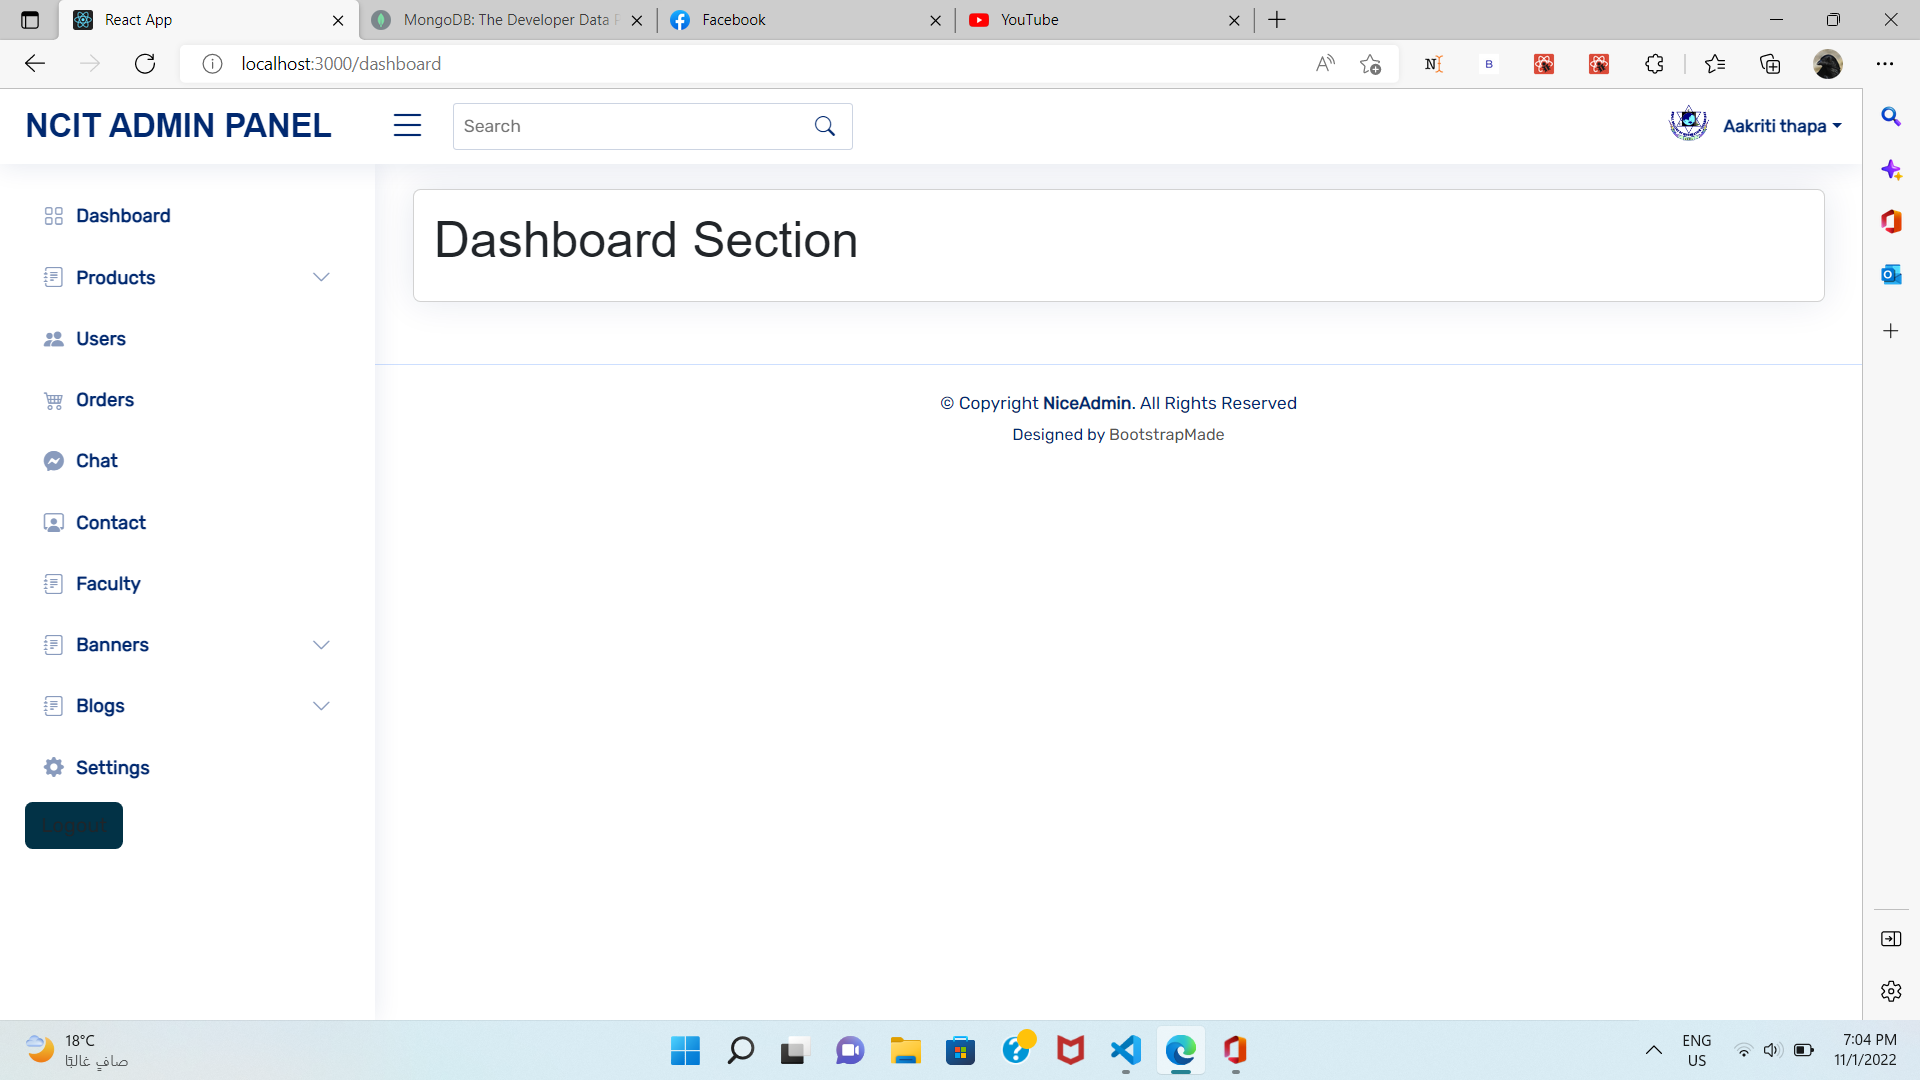 React App
MongoDB: The Developer Data P
Facebook
YouTube
localhost:3000/dashboard
NCIT ADMIN PANEL
Search
Aakriti thapa
Dashboard
Products
Users
Orders
Chat
Contact
Faculty
Banners
Blogs
Settings
Logout
Dashboard Section
© Copyright NiceAdmin. All Rights Reserved
Designed by BootstrapMade
18°C
صافٍ غالبًا
ENG
US
7:04 PM
11/1/2022